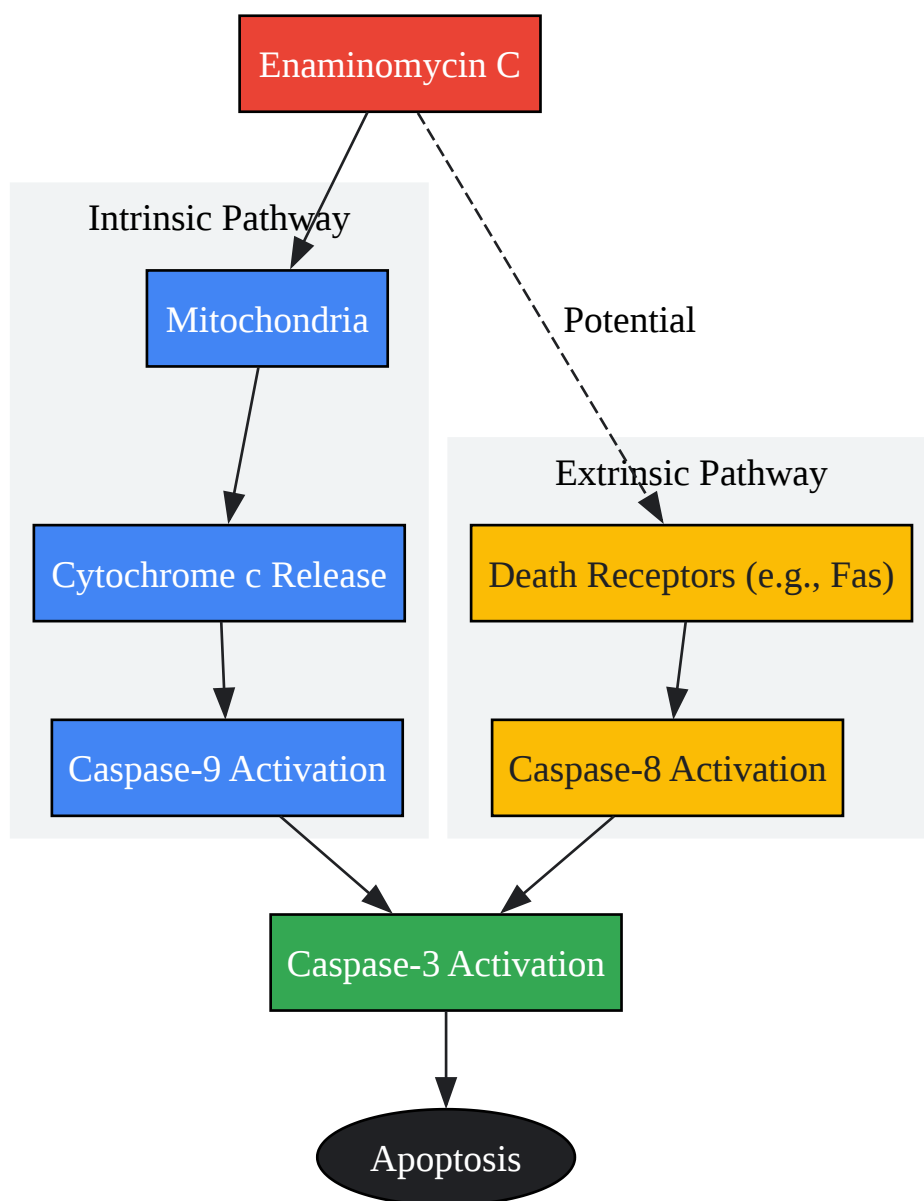 Enaminomycin C
Intrinsic Pathway
Mitochondria
Potential
Extrinsic Pathway
Cytochrome c Release
Death Receptors (e.g., Fas)
Caspase-9 Activation
Caspase-8 Activation
Caspase-3 Activation
Apoptosis